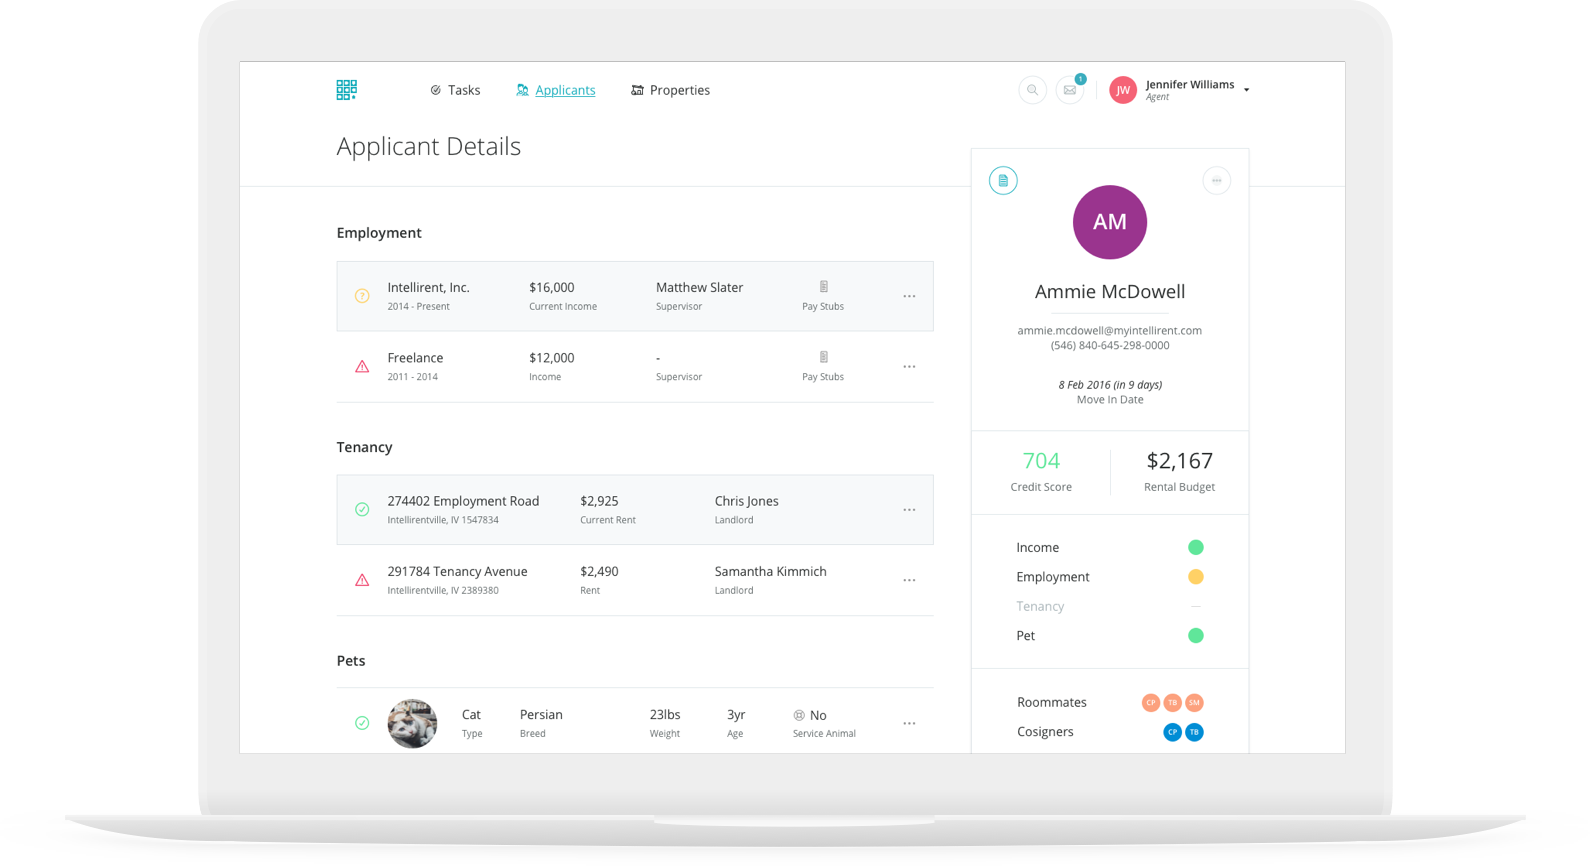 Tasks
Applicants
Properties
1
JW
Jennifer Williams
Agent
Applicant Details
Employment
?
Intellirent, Inc.
$16,000
Matthew Slater
2014 - Present
Current Income
Supervisor
Pay Stubs
Freelance
$12,000
-
2011 - 2014
Income
Supervisor
Pay Stubs
Tenancy
274402 Employment Road
$2,925
Chris Jones
Intellirentville, IV 1547834
Current Rent
Landlord
291784 Tenancy Avenue
$2,490
Samantha Kimmich
Intellirentville, IV 2389380
Rent
Landlord
Pets
Cat
Persian
23lbs
3yr
No
Type
Breed
Weight
Age
Service Animal
AM
Ammie McDowell
ammie.mcdowell@myintellirent.com
(546) 840-645-298-0000
8 Feb 2016 (in 9 days)
Move In Date
704
$2,167
Credit Score
Rental Budget
Income
Employment
Tenancy
Pet
Roommates
CP TB SM
Cosigners
CP TB